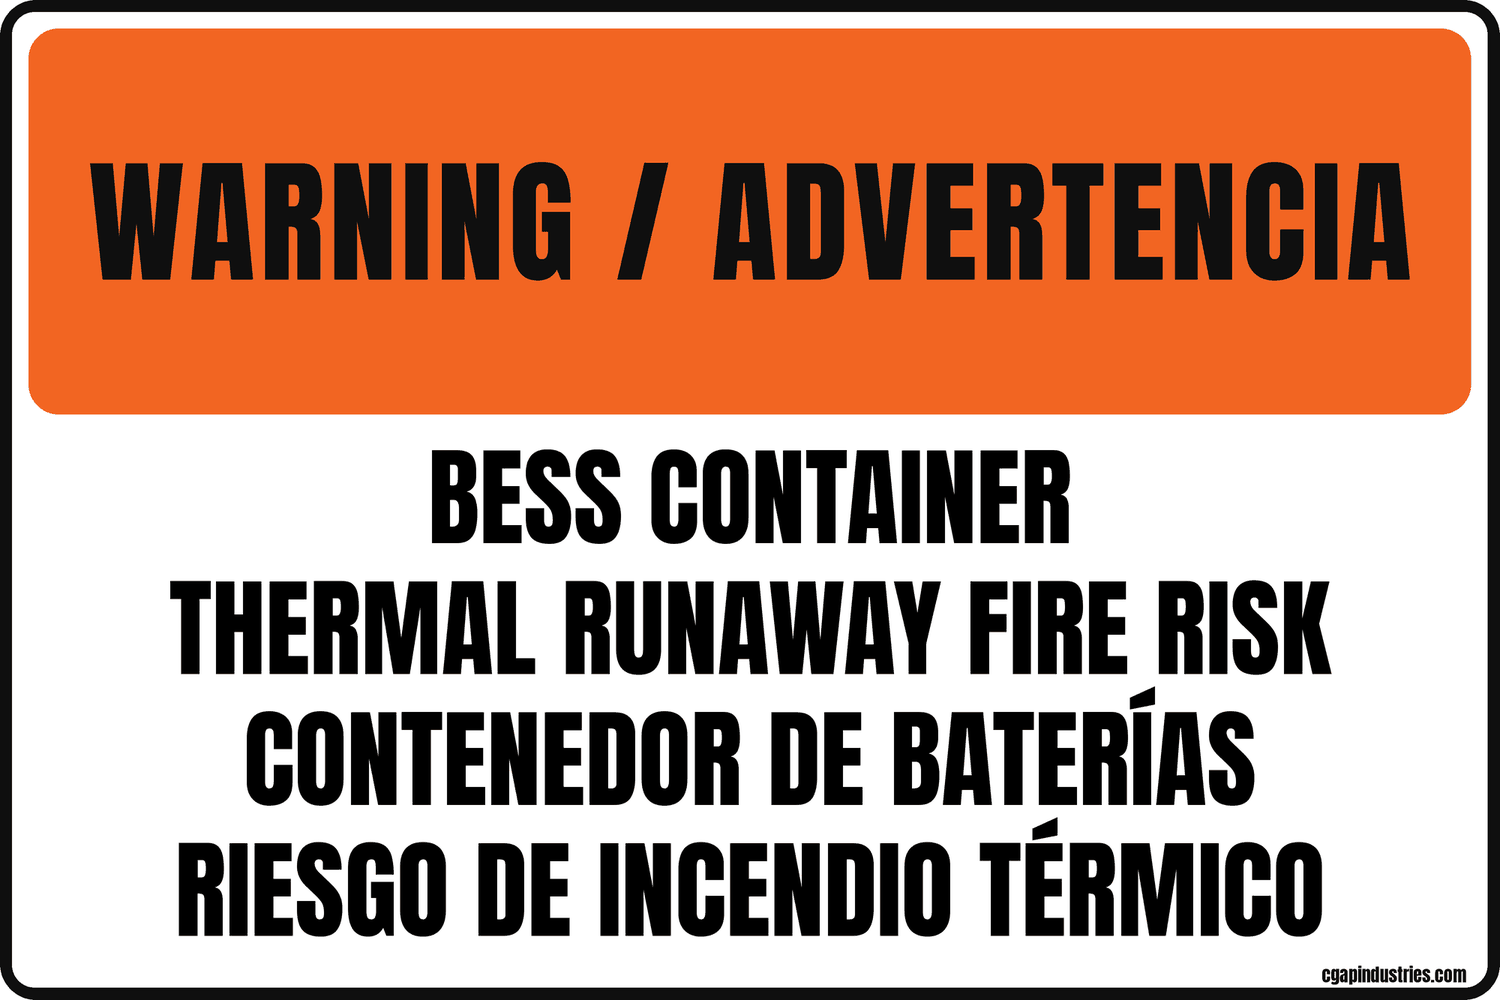 WARNING / ADVERTENCIA
BESS CONTAINER
THERMAL RUNAWAY FIRE RISK
CONTENEDOR DE BATERÍAS
RIESGO DE INCENDIO TÉRMICO
cgapindustries.com